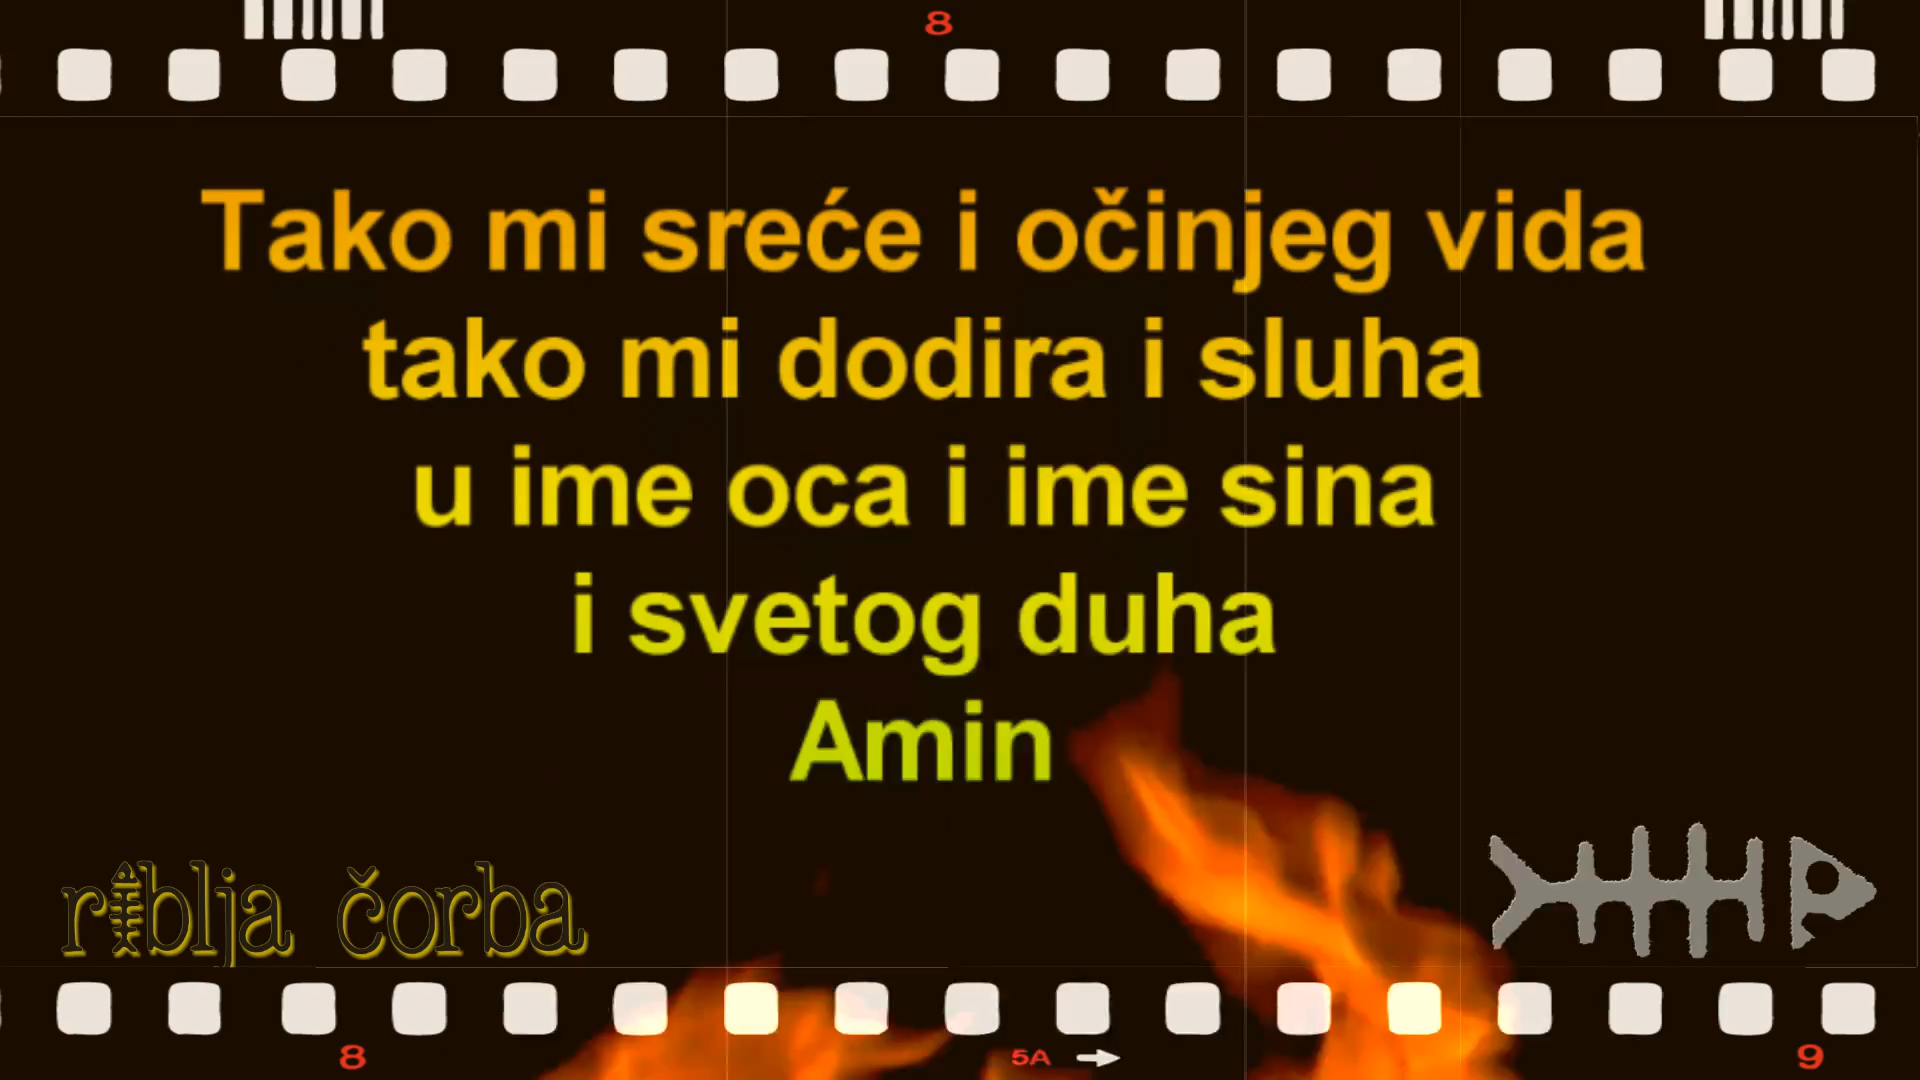 8
Tako mi sreće i očinjeg vida
tako mi dodira i sluha
u ime oca i ime sina
i svetog duha
Amin
riblja čorba
8
5A
9